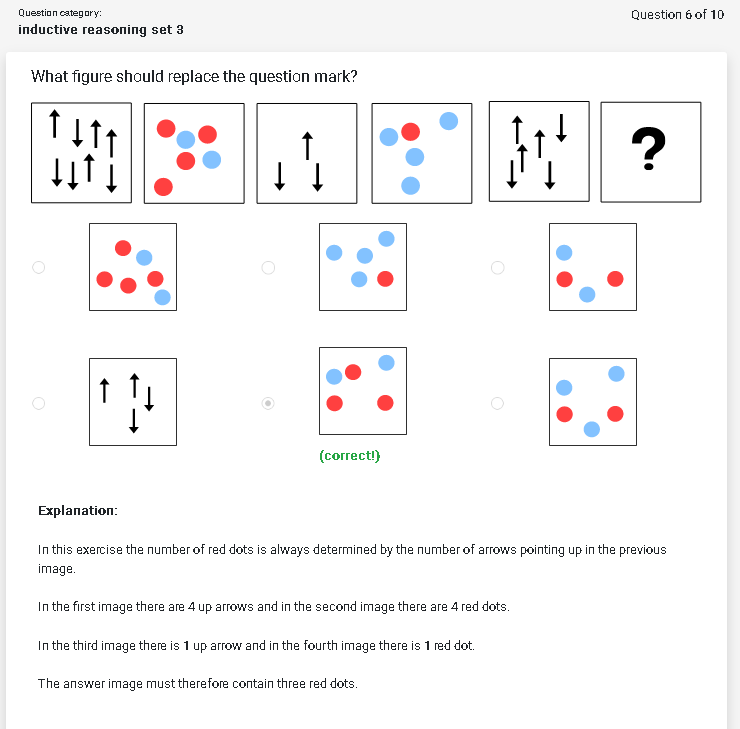 Question category:
Question 6 of 10
inductive reasoning set 3
What figure should replace the question mark?
?
(correct!)
Explanation:
In this exercise the number of red dots is always determined by the number of arrows pointing up in the previous
image.
In the first image there are 4 up arrows and in the second image there are 4 red dots.
In the third image there is 1 up arrow and in the fourth image there is 1 red dot.
The answer image must therefore contain three red dots.